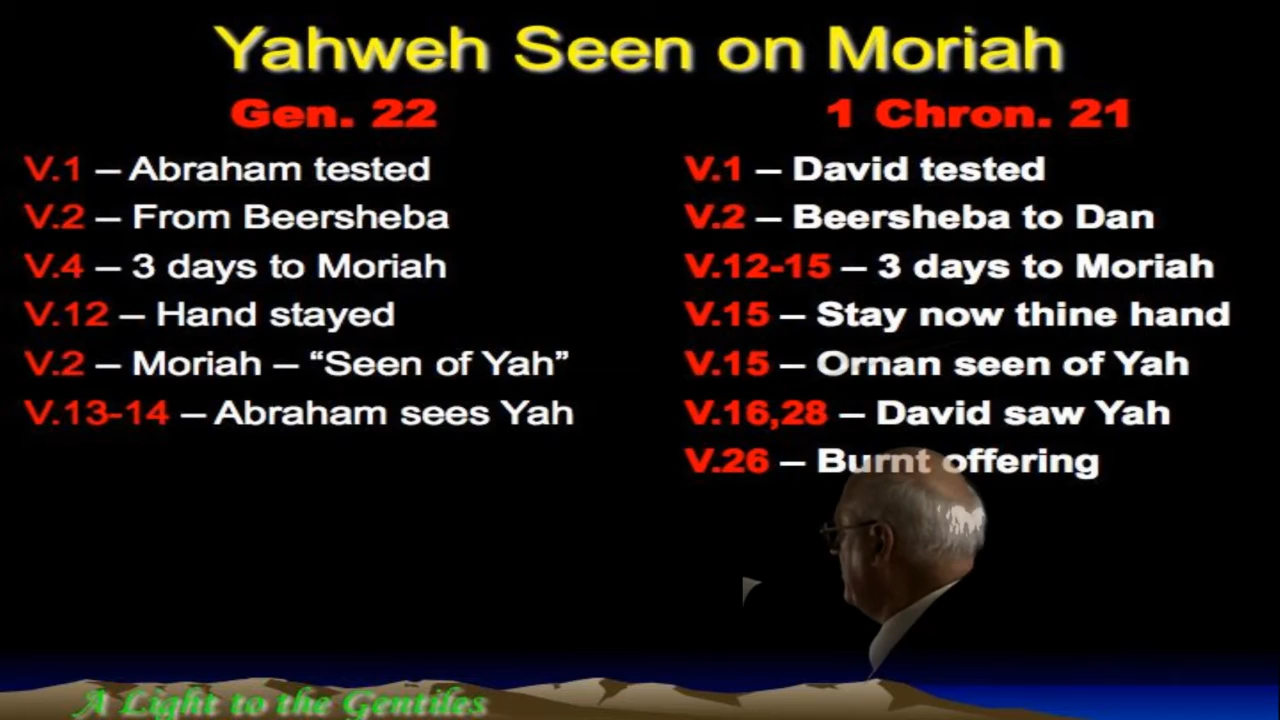 Yahweh Seen on Moriah
Gen. 22
V.1 – Abraham tested
V.2 – From Beersheba
V.4 – 3 days to Moriah
V.12 – Hand stayed
V.2 – Moriah – “Seen of Yah”
V.13-14 – Abraham sees Yah
1 Chron. 21
V.1 – David tested
V.2 – Beersheba to Dan
V.12-15 – 3 days to Moriah
V.15 – Stay now thine hand
V.15 – Ornan seen of Yah
V.16,28 – David saw Yah
V.26 – Burnt offering
A Light to the Gentiles